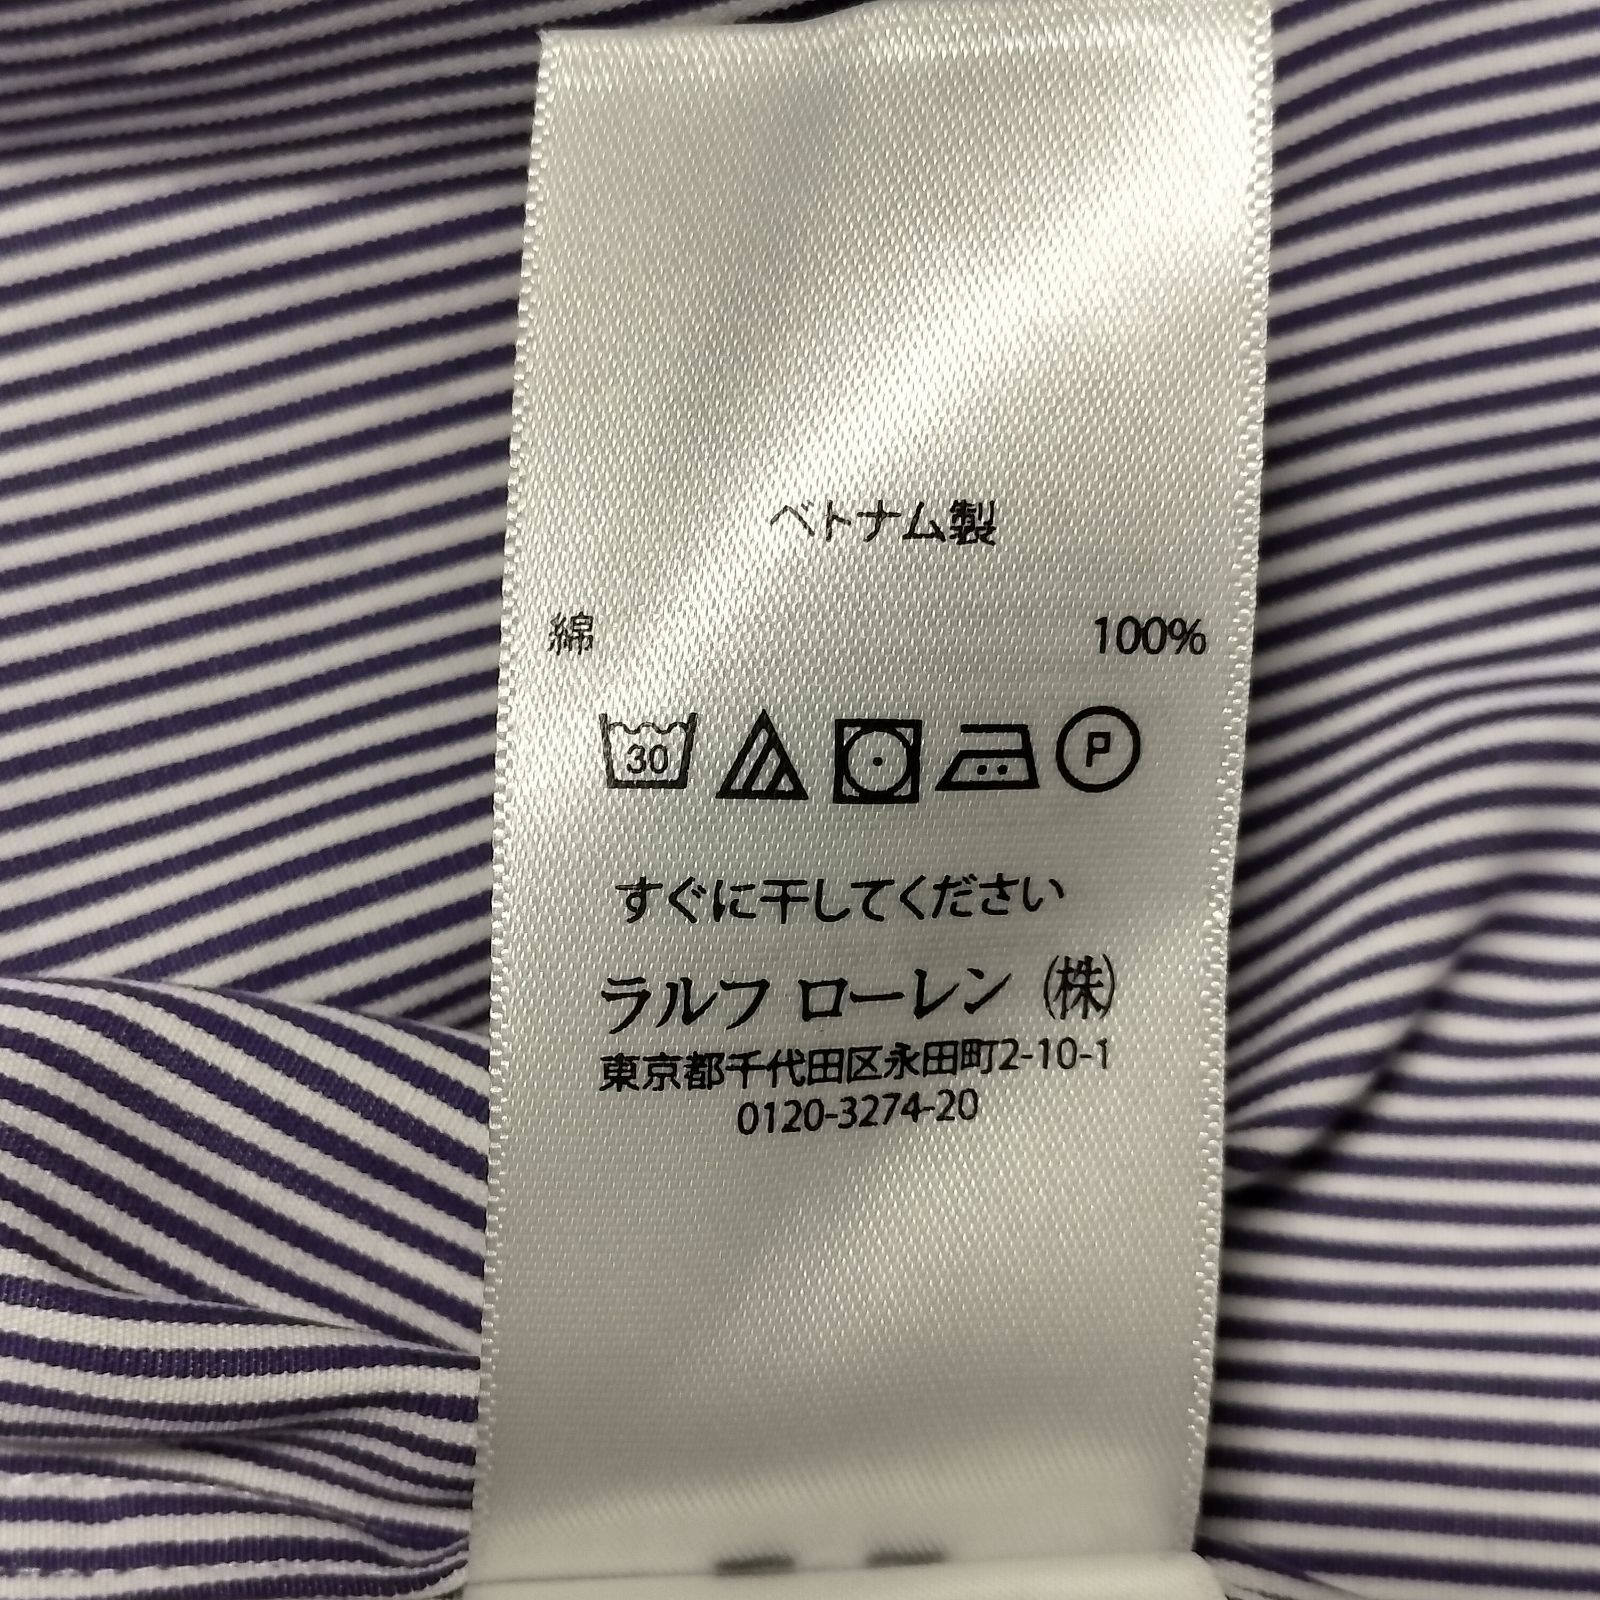 ベトナム製
綿 100%
30 P
すぐに干してください
ラルフ ローレン (株)
東京都千代田区永田町2-10-1
0120-3274-20